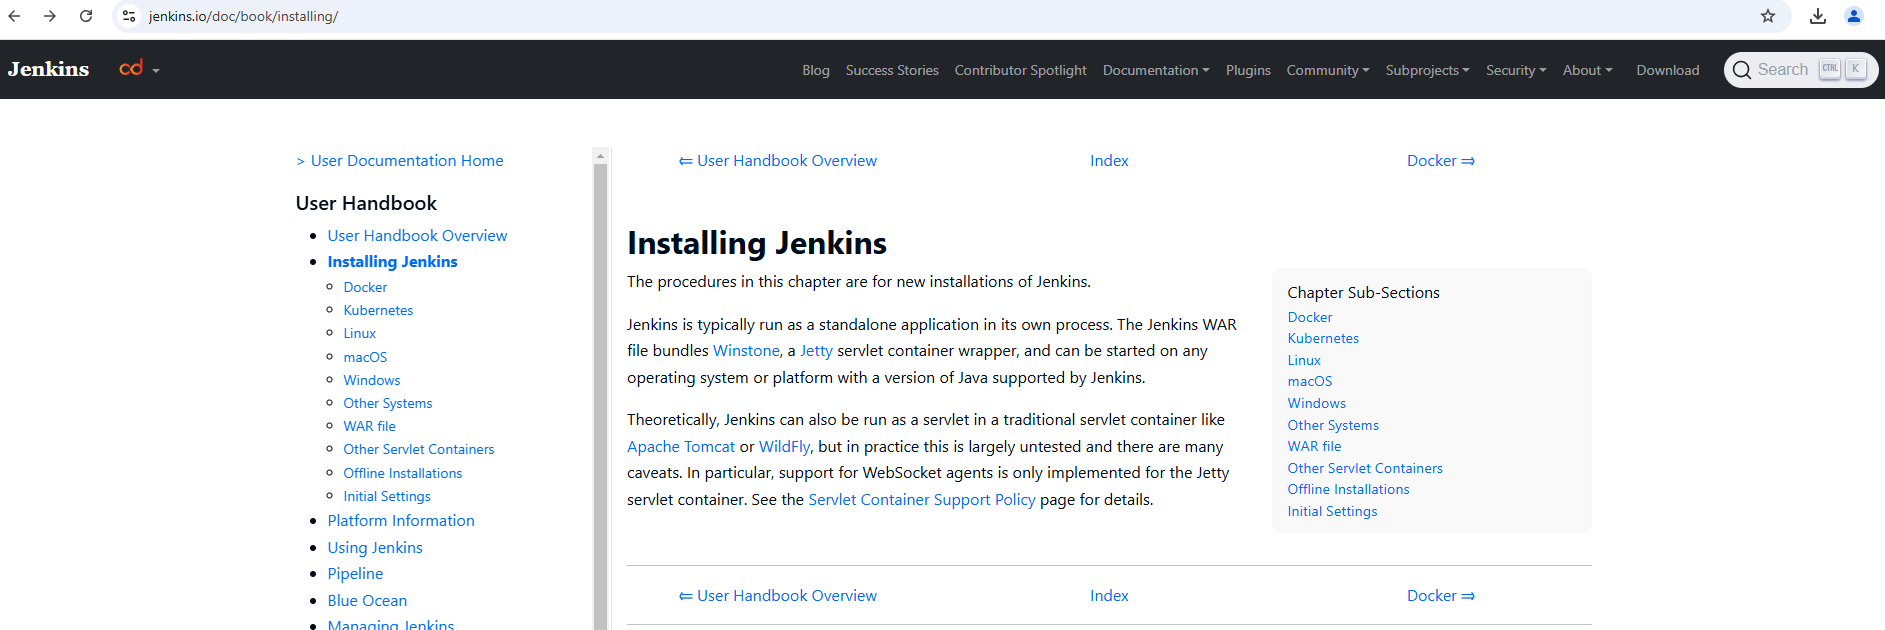 jenkins.io/doc/book/installing/
Jenkins
cd
Blog Success Stories Contributor Spotlight Documentation Plugins Community Subprojects Security About Download
Search CTRL K
> User Documentation Home
User Handbook
User Handbook Overview
Installing Jenkins
Docker
Kubernetes
Linux
macOS
Windows
Other Systems
WAR file
Other Servlet Containers
Offline Installations
Initial Settings
Platform Information
Using Jenkins
Pipeline
Blue Ocean
Managing Jenkins
⇐ User Handbook Overview Index Docker ⇒
Installing Jenkins
The procedures in this chapter are for new installations of Jenkins.
Jenkins is typically run as a standalone application in its own process. The Jenkins WAR
file bundles Winstone, a Jetty servlet container wrapper, and can be started on any
operating system or platform with a version of Java supported by Jenkins.
Theoretically, Jenkins can also be run as a servlet in a traditional servlet container like
Apache Tomcat or WildFly, but in practice this is largely untested and there are many
caveats. In particular, support for WebSocket agents is only implemented for the Jetty
servlet container. See the Servlet Container Support Policy page for details.
Chapter Sub-Sections
Docker
Kubernetes
Linux
macOS
Windows
Other Systems
WAR file
Other Servlet Containers
Offline Installations
Initial Settings
⇐ User Handbook Overview Index Docker ⇒